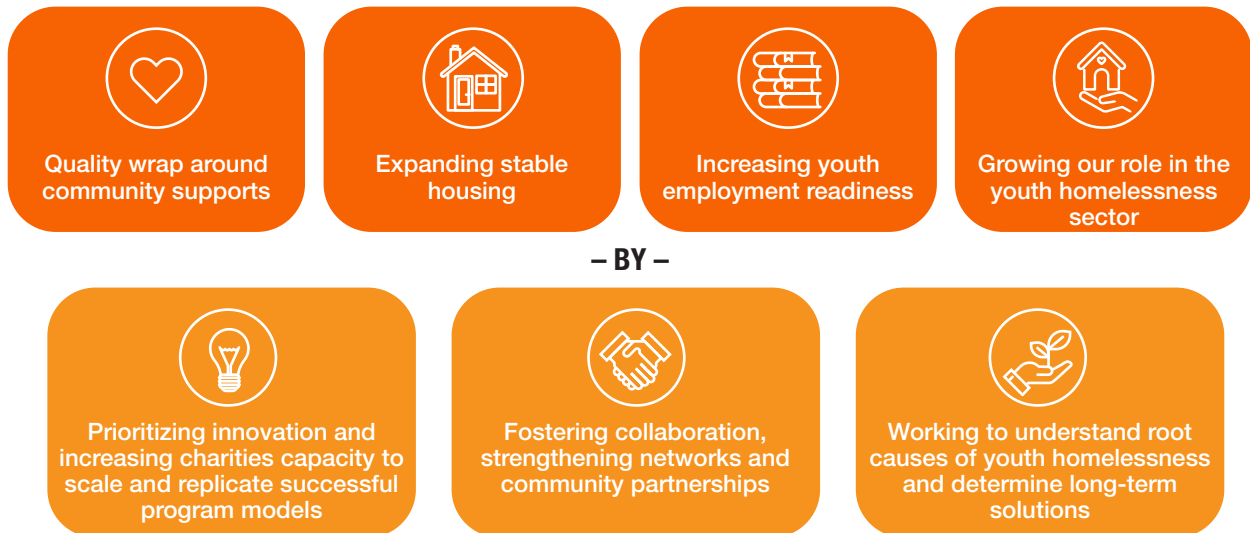 Quality wrap around
community supports
Expanding stable
housing
Increasing youth
employment readiness
Growing our role in the
youth homelessness
sector
– BY –
Prioritizing innovation and
increasing charities capacity to
scale and replicate successful
program models
Fostering collaboration,
strengthening networks and
community partnerships
Working to understand root
causes of youth homelessness
and determine long-term
solutions